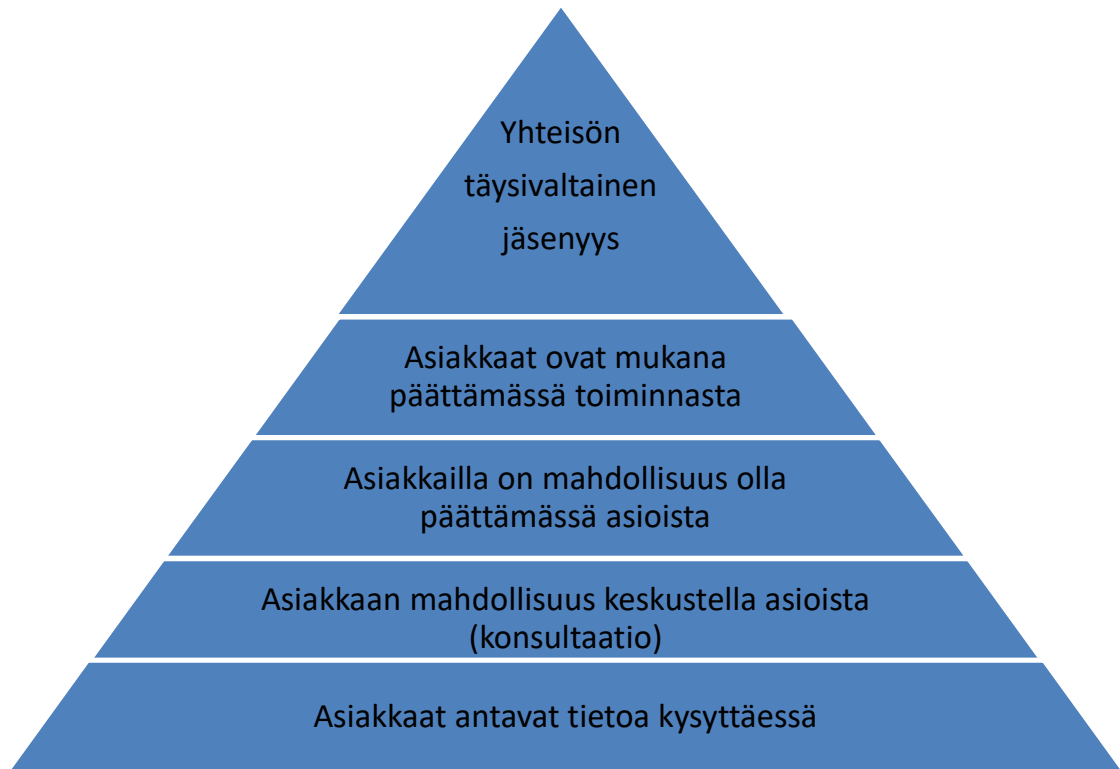 Yhteisön
täysivaltainen
jäsenyys
Asiakkaat ovat mukana
päättämässä toiminnasta
Asiakkailla on mahdollisuus olla
päättämässä asioista
Asiakkaan mahdollisuus keskustella asioista
(konsultaatio)
Asiakkaat antavat tietoa kysyttäessä